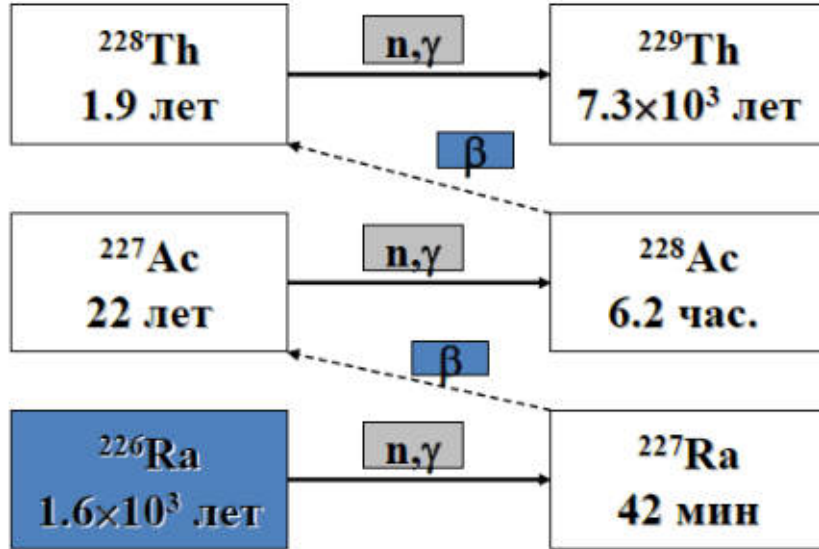 ²²⁸Th
1.9 лет
n,γ
²²⁹Th
7.3×10³ лет
β
²²⁷Ac
22 лет
n,γ
²²⁸Ac
6.2 час.
β
²²⁶Ra
1.6×10³ лет
n,γ
²²⁷Ra
42 мин